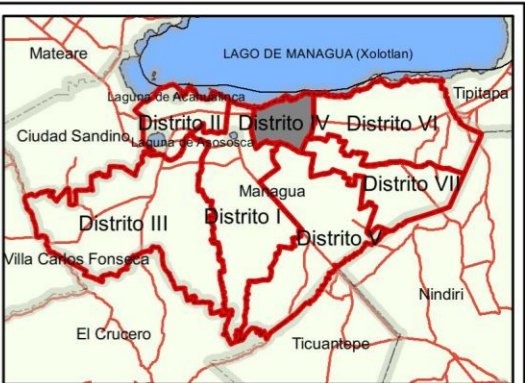 Mateare
LAGO DE MANAGUA (Xolotlan)
Tipitapa
Laguna de Acahualinca
Distrito II
Distrito IV
Distrito VI
Ciudad Sandino
Laguna de Asososca
Managua
Distrito VII
Distrito III
Distrito I
Distrito V
Villa Carlos Fonseca
Nindiri
El Crucero
Ticuantepe